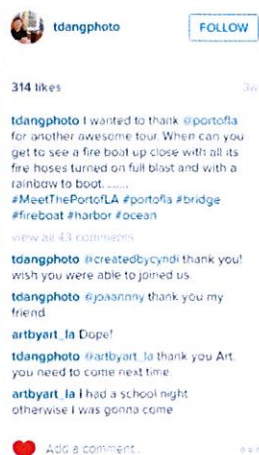 tdangphoto
FOLLOW
314 likes
3w
tdangphoto I wanted to thank @portofla
for another awesome tour. When can you
get to see a fire boat up close with all its
fire hoses turned on full blast and with a
rainbow to boot........
#MeetThePortofLA #portofla #bridge
#fireboat #harbor #ocean
view all 43 comments
tdangphoto @createdbycyndi thank you!
wish you were able to joined us.
tdangphoto @joaannny thank you my
friend
artbyart_la Dope!
tdangphoto @artbyart_la thank you Art,
you need to come next time.
artbyart_la I had a school night
otherwise I was gonna come
Add a comment...